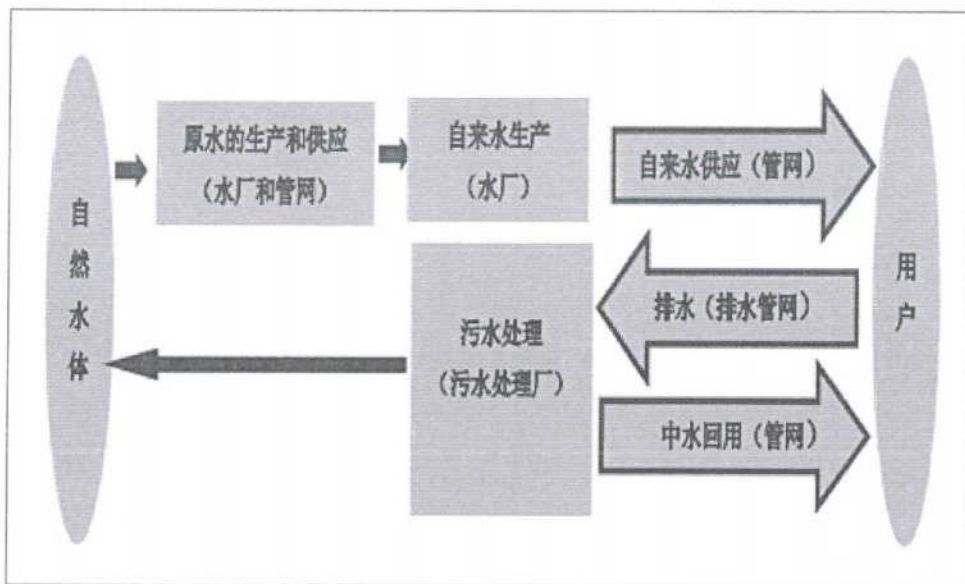 自然水体
原水的生产和供应
（水厂和管网）
自来水生产
（水厂）
自来水供应（管网）
用户
排水（排水管网）
污水处理
（污水处理厂）
中水回用（管网）